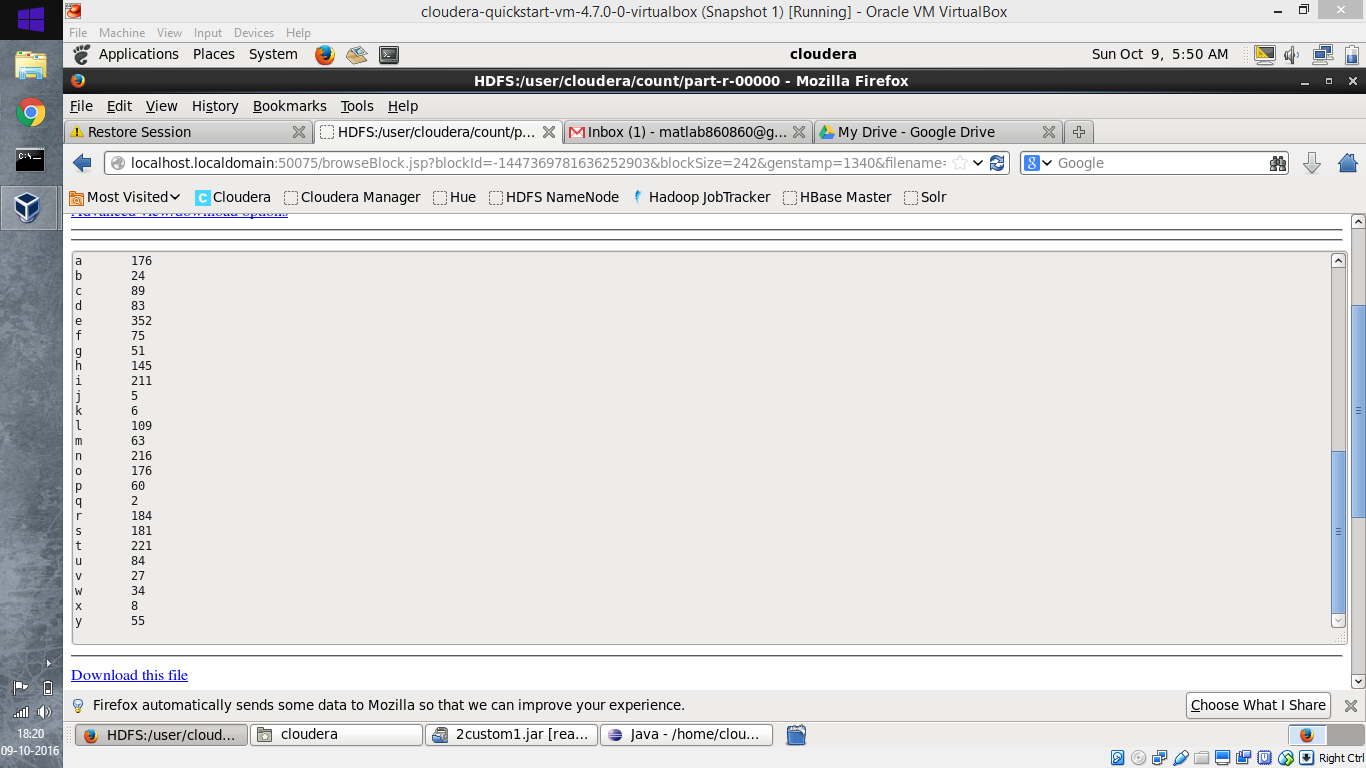 cloudera-quickstart-vm-4.7.0-0-virtualbox (Snapshot 1) [Running] - Oracle VM VirtualBox
File Machine View Input Devices Help
Applications Places System cloudera Sun Oct 9, 5:50 AM
HDFS:/user/cloudera/count/part-r-00000 - Mozilla Firefox
File Edit View History Bookmarks Tools Help
Restore Session HDFS:/user/cloudera/count/p... Inbox (1) - matlab860860@g... My Drive - Google Drive
localhost.localdomain:50075/browseBlock.jsp?blockId=-1447369781636252903&blockSize=242&genstamp=1340&filename= Google
Most Visited Cloudera Cloudera Manager Hue HDFS NameNode Hadoop JobTracker HBase Master Solr
Advanced view/download options
a 176
b 24
c 89
d 83
e 352
f 75
g 51
h 145
i 211
j 5
k 6
l 109
m 63
n 216
o 176
p 60
q 2
r 184
s 181
t 221
u 84
v 27
w 34
x 8
y 55
Download this file
Firefox automatically sends some data to Mozilla so that we can improve your experience. Choose What I Share
HDFS:/user/cloud... cloudera 2custom1.jar [rea... Java - /home/clou...
18:20
09-10-2016
Right Ctrl